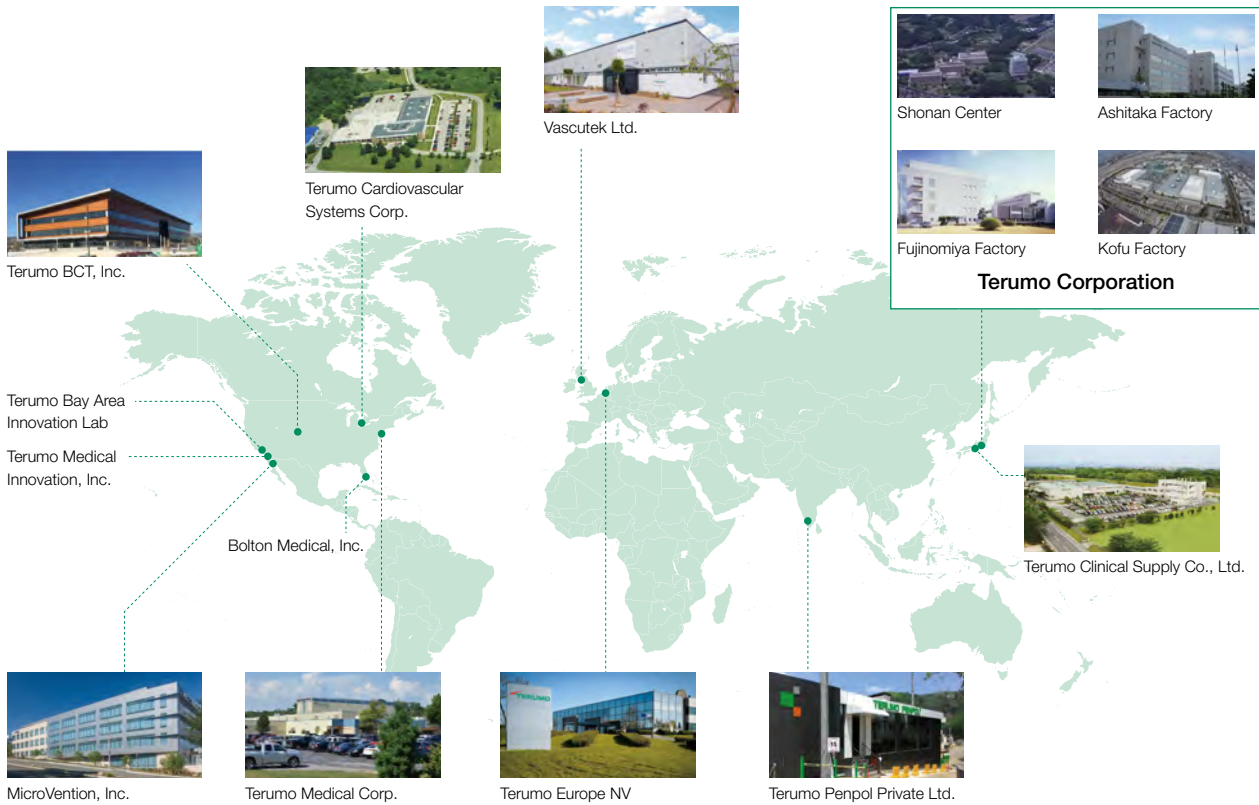 Vascutek Ltd.
Shonan Center
Ashitaka Factory
Fujinomiya Factory
Kofu Factory
Terumo Corporation
Terumo Cardiovascular
Systems Corp.
Terumo BCT, Inc.
Terumo Bay Area
Innovation Lab
Terumo Medical
Innovation, Inc.
Bolton Medical, Inc.
Terumo Clinical Supply Co., Ltd.
TERUMO
TERUMO PENPOL
MicroVention, Inc.
Terumo Medical Corp.
Terumo Europe NV
Terumo Penpol Private Ltd.